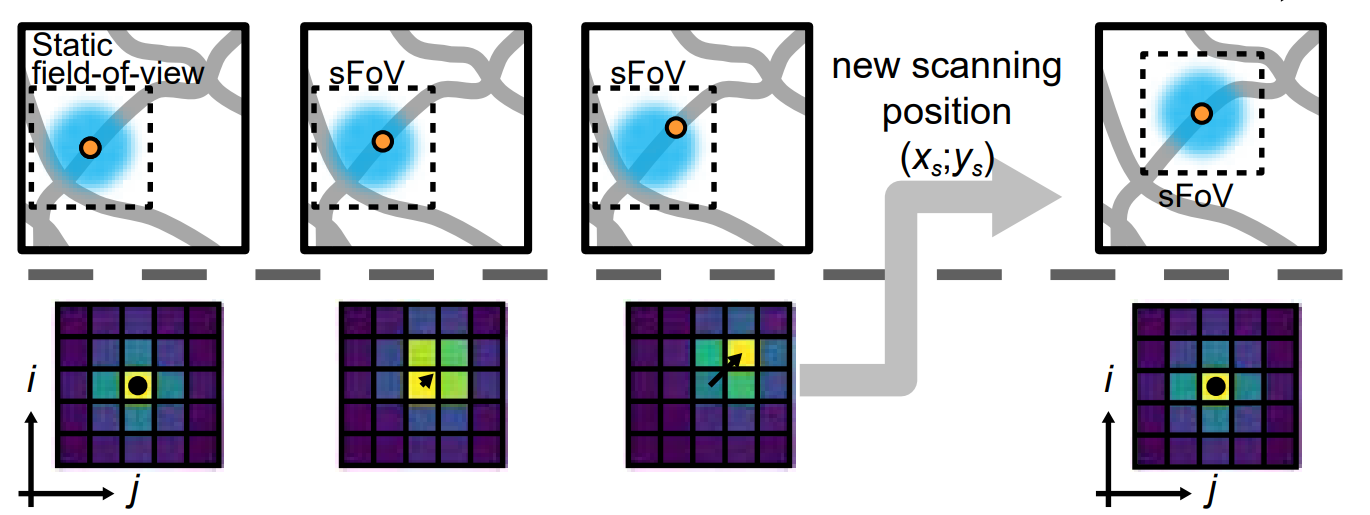 Static
field-of-view
sFoV
sFoV
new scanning
position
(xs;ys)
sFoV
i
j
i
j